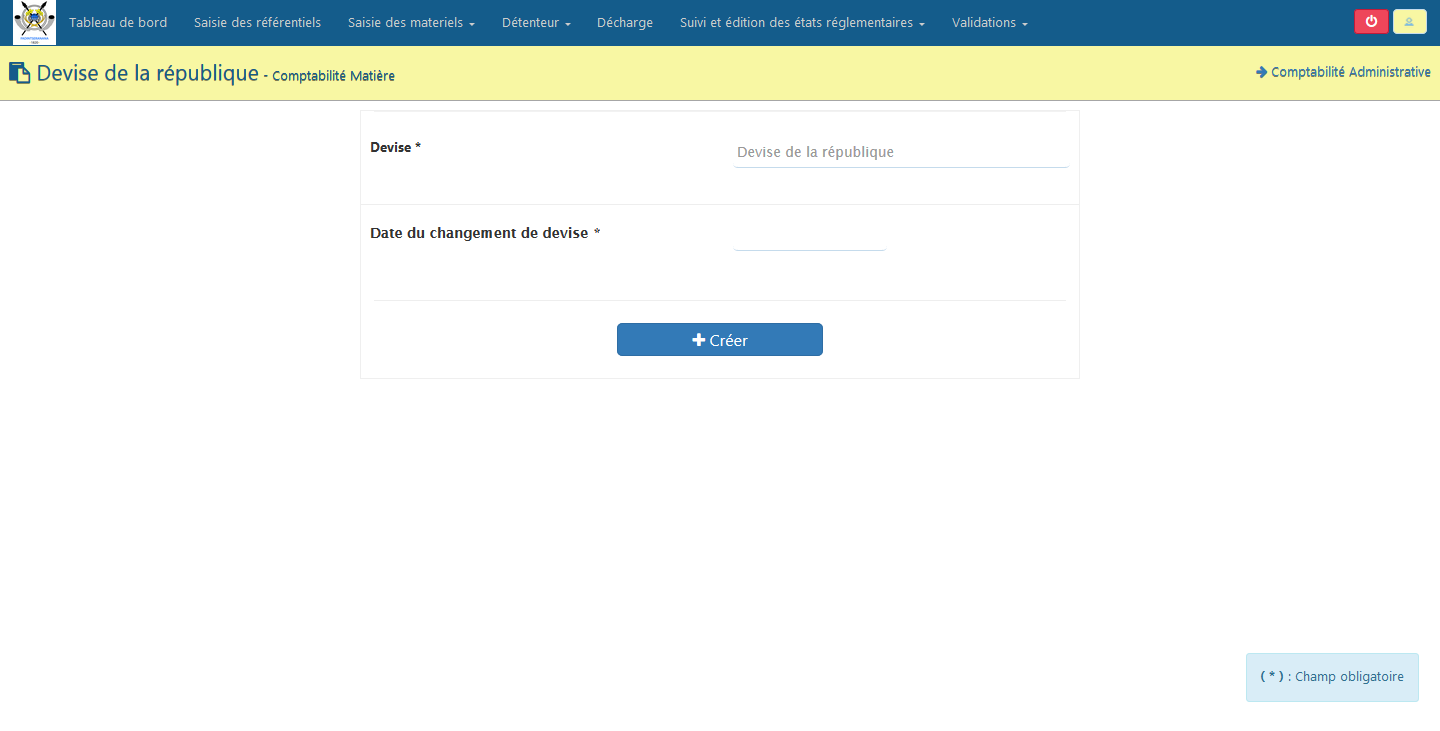 Tableau de bord Saisie des référentiels Saisie des materiels Détenteur Décharge Suivi et édition des états réglementaires Validations
Devise de la république - Comptabilité Matière
Comptabilité Administrative
Devise *
Devise de la république
Date du changement de devise *
Créer
( * ) : Champ obligatoire